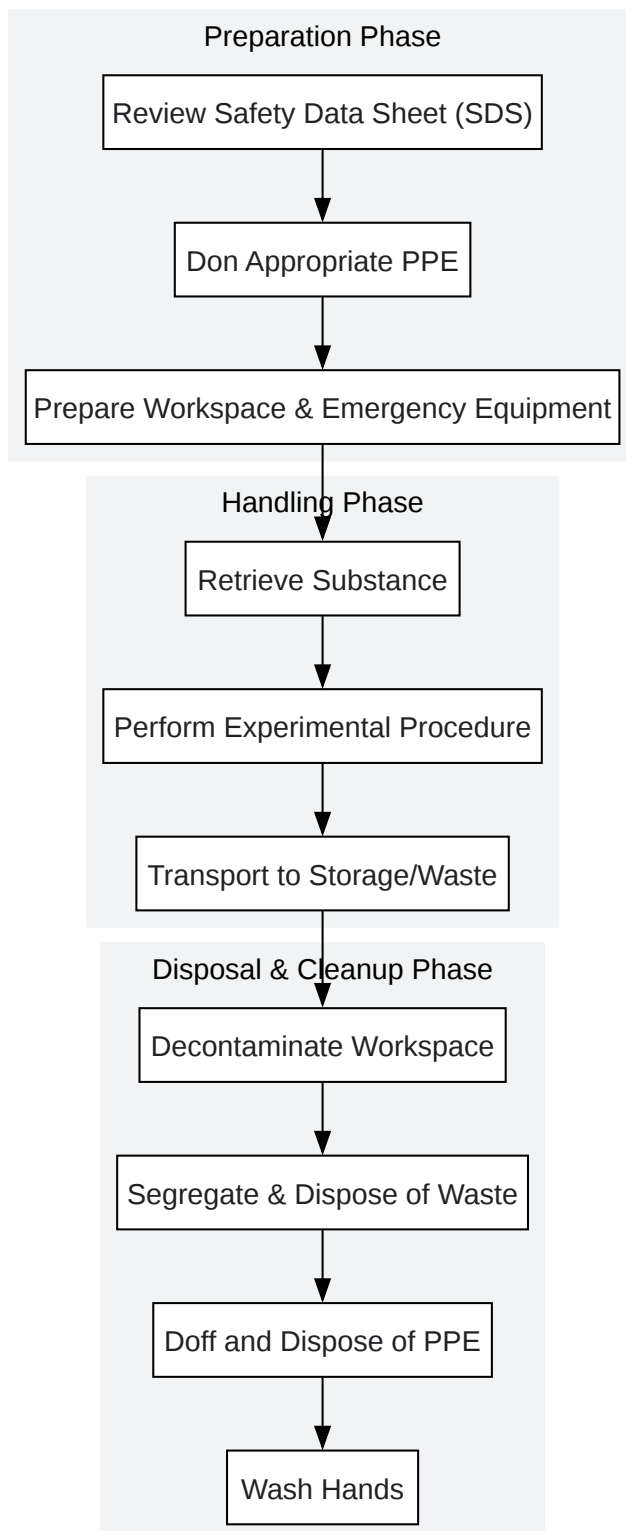 Preparation Phase
Review Safety Data Sheet (SDS)
Don Appropriate PPE
Prepare Workspace & Emergency Equipment
Handling Phase
Retrieve Substance
Perform Experimental Procedure
Transport to Storage/Waste
Disposal & Cleanup Phase
Decontaminate Workspace
Segregate & Dispose of Waste
Doff and Dispose of PPE
Wash Hands